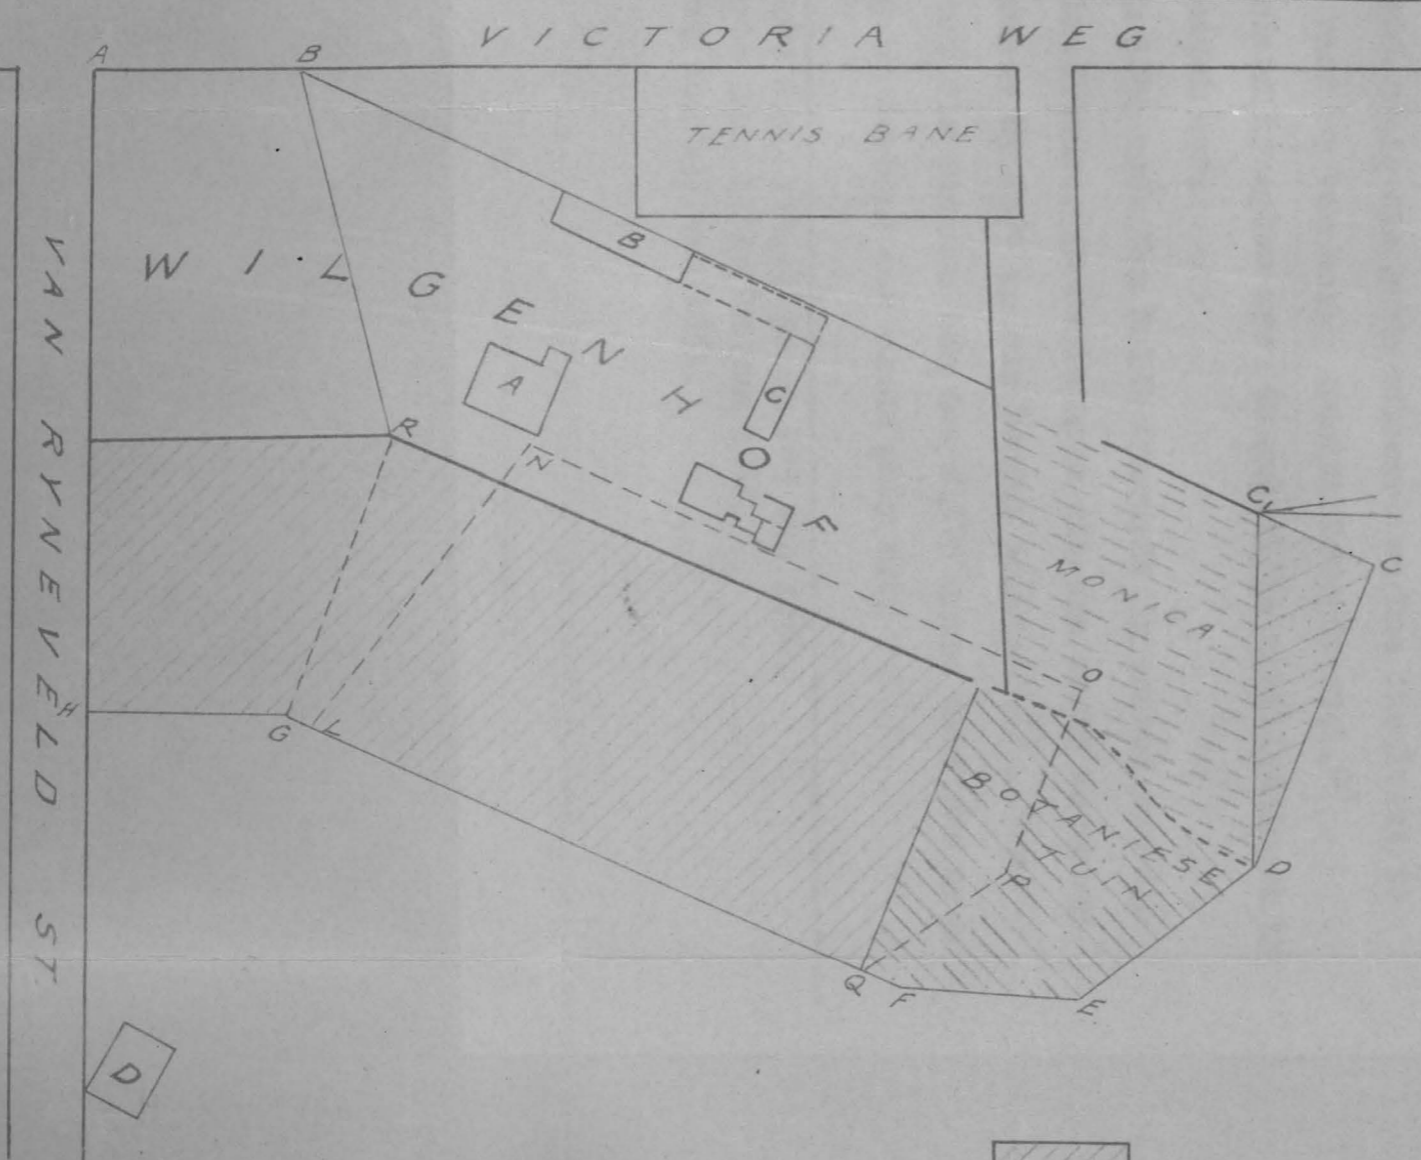 VICTORIA WEG.
A
B
TENNIS BANE
VAN RYNEVELD ST.
WILGENHOF
B
A
C
R
N
C₁
C
MONICA
O
H
G
L
BOTANIESE
TUIN
P
D
Q
F
E
D